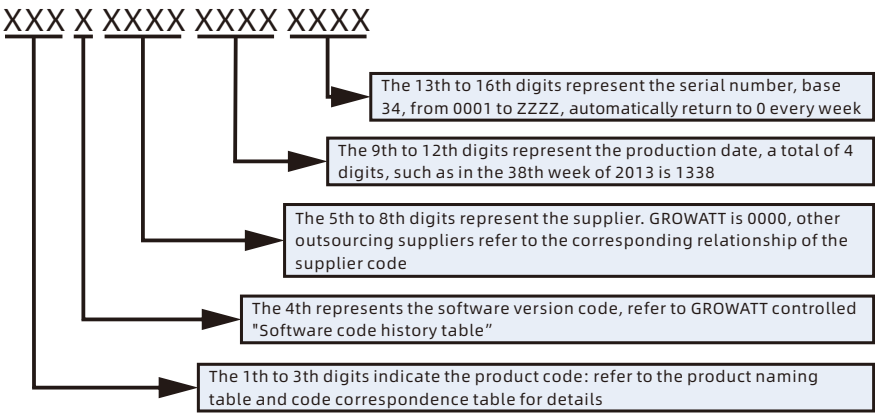 XXX X XXXX XXXX XXXX
The 13th to 16th digits represent the serial number, base
34, from 0001 to ZZZZ, automatically return to 0 every week
The 9th to 12th digits represent the production date, a total of 4
digits, such as in the 38th week of 2013 is 1338
The 5th to 8th digits represent the supplier. GROWATT is 0000, other
outsourcing suppliers refer to the corresponding relationship of the
supplier code
The 4th represents the software version code, refer to GROWATT controlled
"Software code history table”
The 1th to 3th digits indicate the product code: refer to the product naming
table and code correspondence table for details